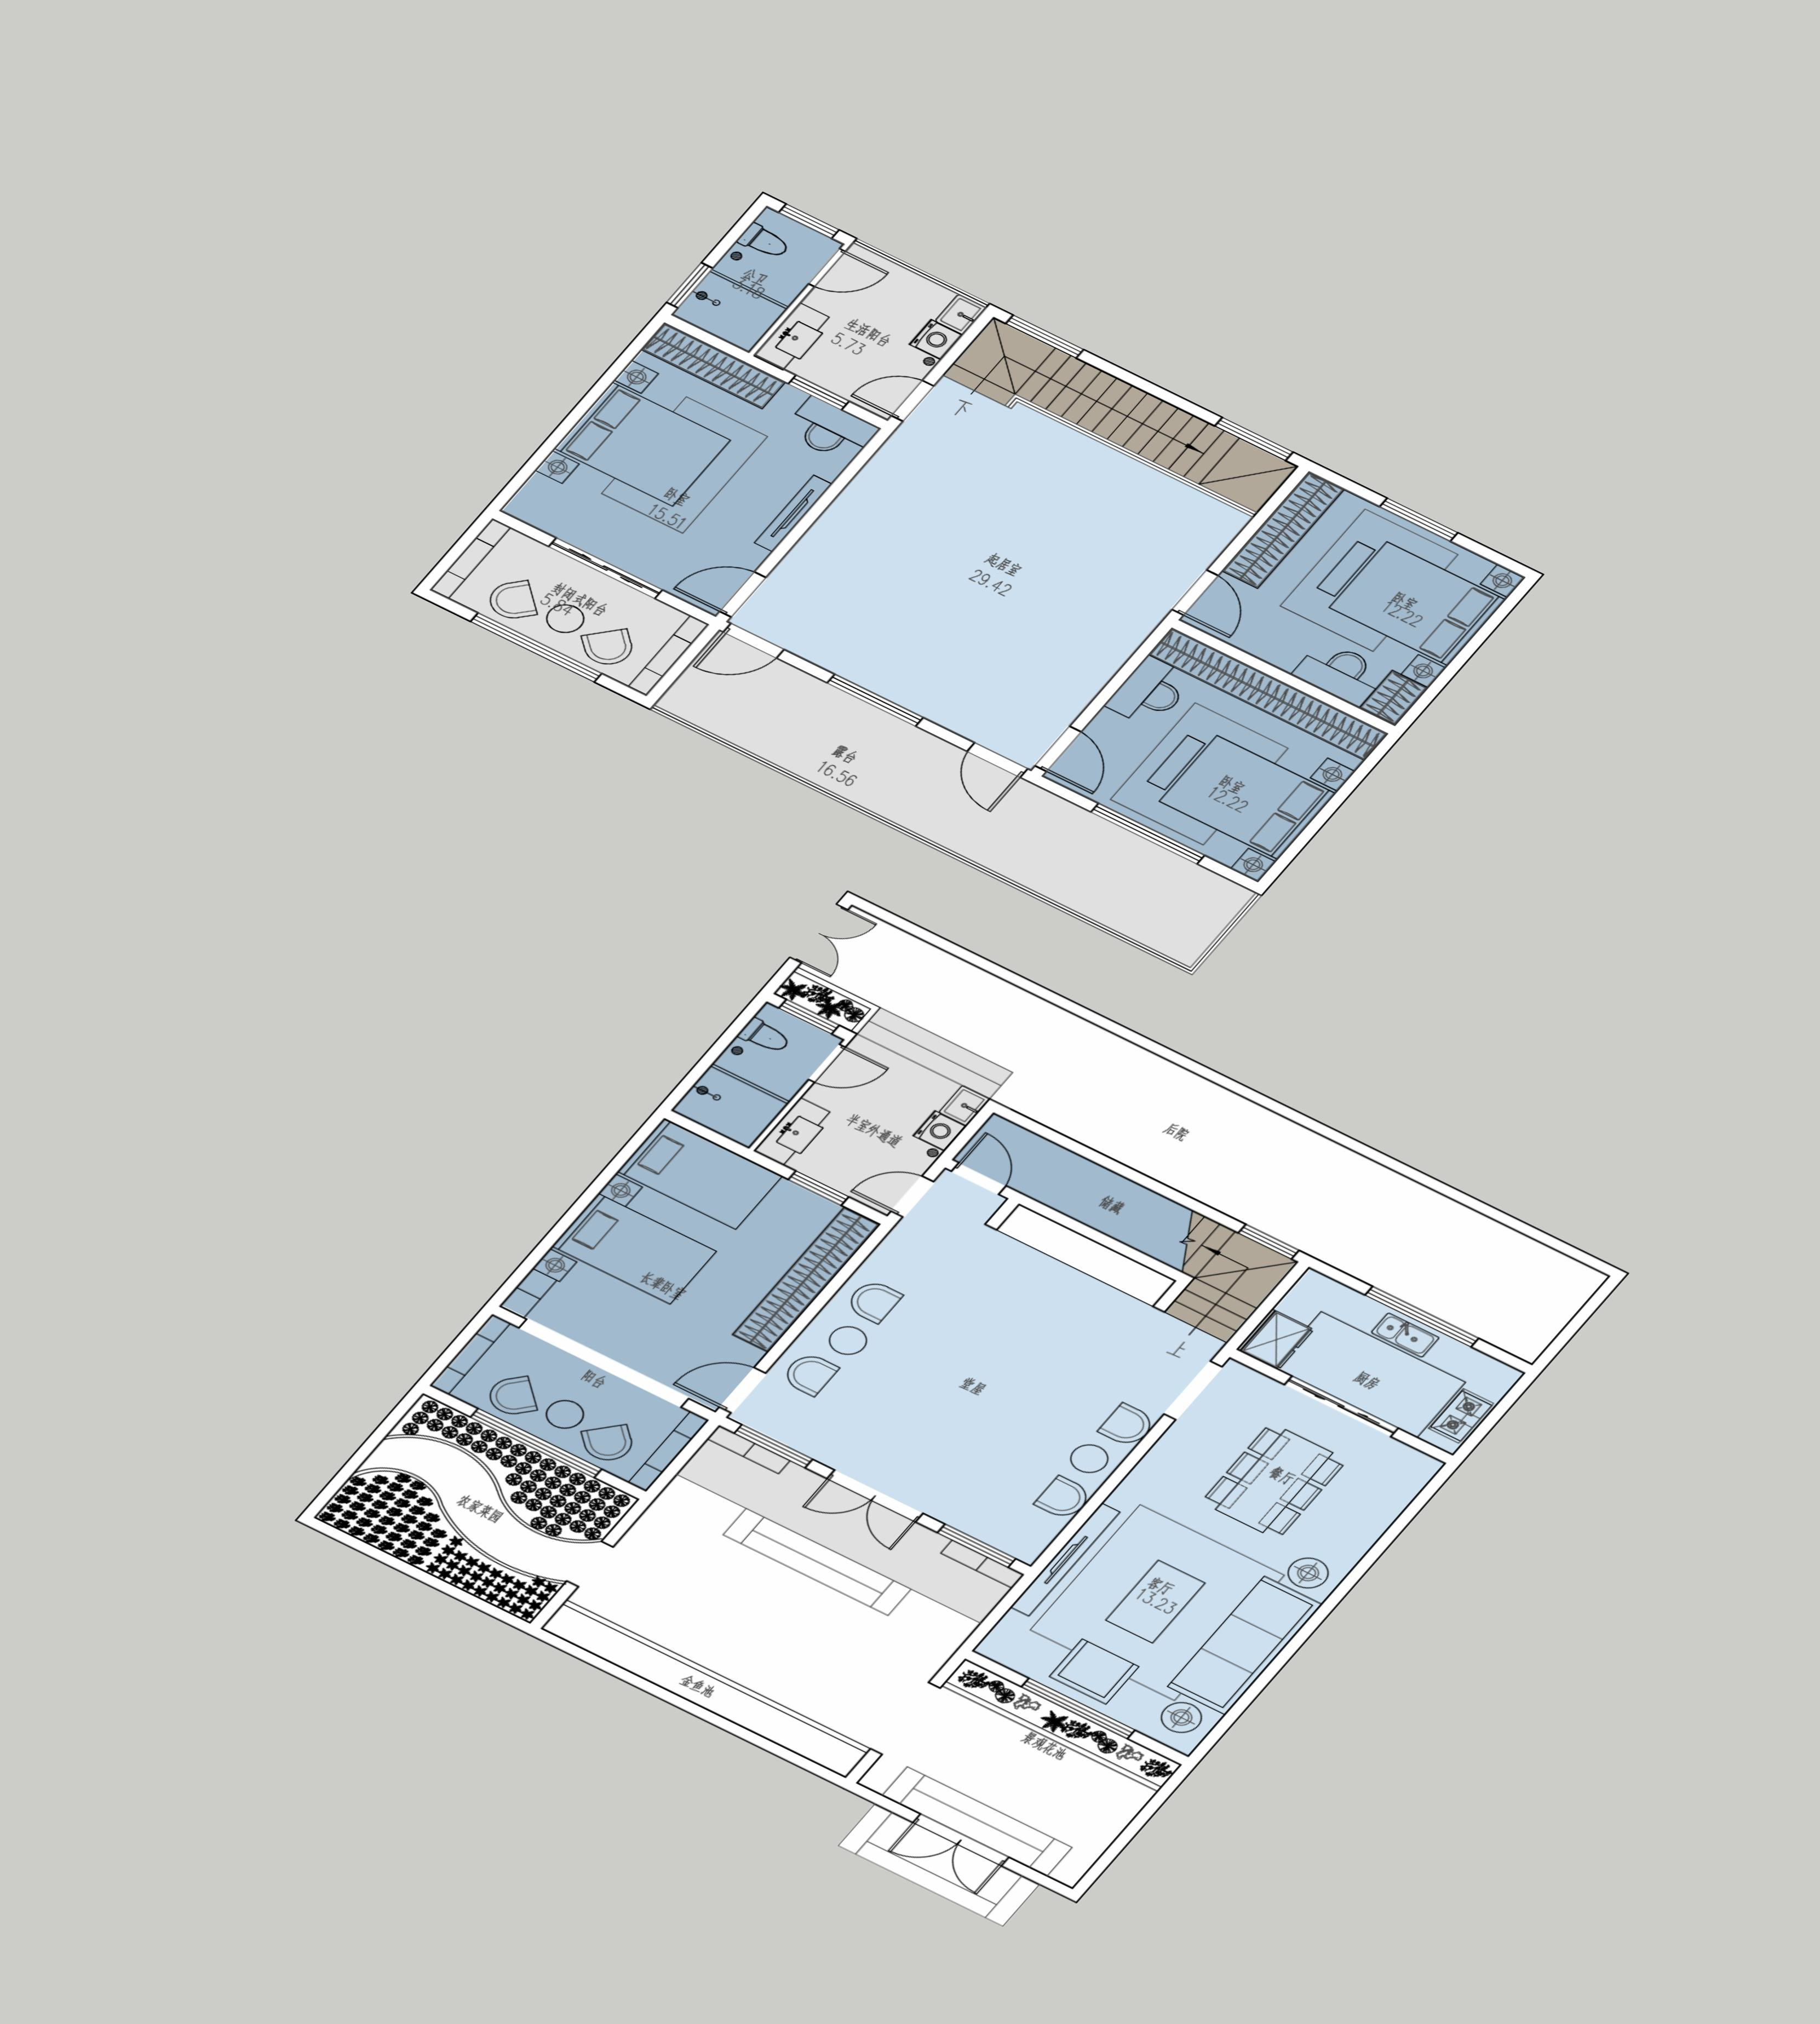 公卫
3.18
生活阳台
5.73
下
卧室
15.51
封闭式阳台
5.84
起居室
29.42
卧室
12.22
卧室
12.22
露台
16.56
半室外通道
后院
储藏
长辈卧室
上
厨房
阳台
堂屋
餐厅
农家菜园
客厅
13.23
金鱼池
景观花池